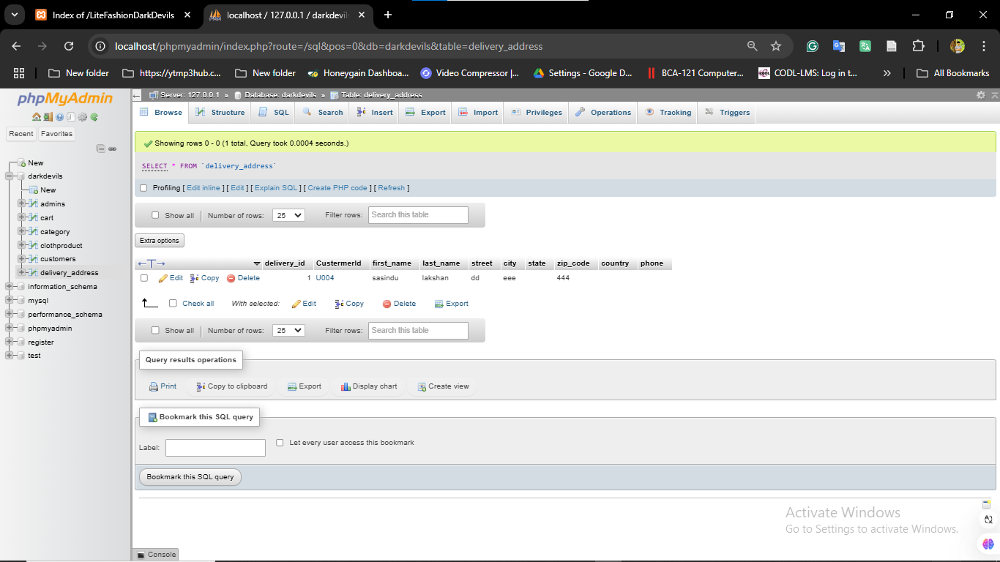 Index of /LiteFashionDarkDevils
localhost / 127.0.0.1 / darkdevils
localhost/phpmyadmin/index.php?route=/sql&pos=0&db=darkdevils&table=delivery_address
New folder
https://ytmp3hub.c...
New folder
Honeygain Dashboa...
Video Compressor |...
Settings - Google D...
BCA-121 Computer...
CODL-LMS: Log in t...
»
All Bookmarks
phpMyAdmin
Recent Favorites
New
darkdevils
New
admins
cart
category
clothproduct
customers
delivery_address
information_schema
mysql
performance_schema
phpmyadmin
register
test
Server: 127.0.0.1 » Database: darkdevils » Table: delivery_address
Browse Structure SQL Search Insert Export Import Privileges Operations Tracking Triggers
Showing rows 0 - 0 (1 total, Query took 0.0004 seconds.)
SELECT * FROM `delivery_address`
Profiling [ Edit inline ] [ Edit ] [ Explain SQL ] [ Create PHP code ] [ Refresh ]
Show all Number of rows: 25 Filter rows: Search this table
Extra options
←T→ delivery_id CustermerId first_name last_name street city state zip_code country phone
Edit Copy Delete 1 U004 sasindu lakshan dd eee 444
Check all With selected: Edit Copy Delete Export
Show all Number of rows: 25 Filter rows: Search this table
Query results operations
Print Copy to clipboard Export Display chart Create view
Bookmark this SQL query
Label: Let every user access this bookmark
Bookmark this SQL query
Activate Windows
Go to Settings to activate Windows.
Console